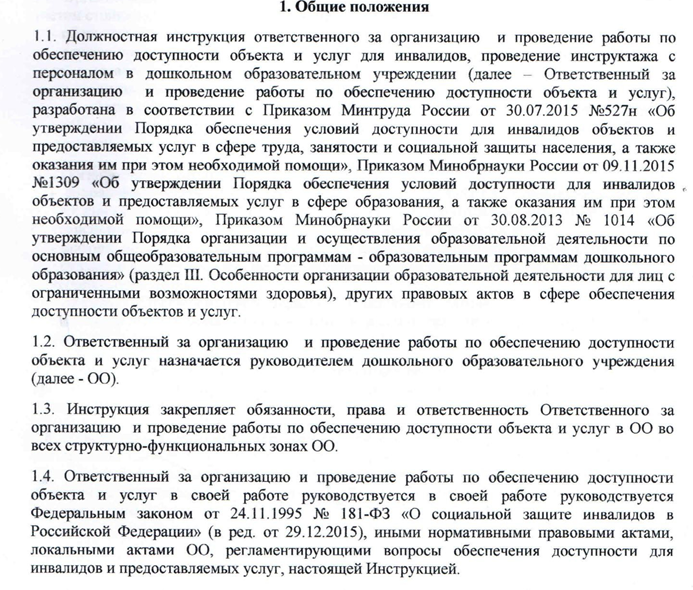 1. Общие положения
1.1. Должностная инструкция ответственного за организацию и проведение работы по
обеспечению доступности объекта и услуг для инвалидов, проведение инструктажа с
персоналом в дошкольном образовательном учреждении (далее – Ответственный за
организацию и проведение работы по обеспечению доступности объекта и услуг),
разработана в соответствии с Приказом Минтруда России от 30.07.2015 №527н «Об
утверждении Порядка обеспечения условий доступности для инвалидов объектов и
предоставляемых услуг в сфере труда, занятости и социальной защиты населения, а также
оказания им при этом необходимой помощи», Приказом Минобрнауки России от 09.11.2015
№1309 «Об утверждении Порядка обеспечения условий доступности для инвалидов
объектов и предоставляемых услуг в сфере образования, а также оказания им при этом
необходимой помощи», Приказом Минобрнауки России от 30.08.2013 № 1014 «Об
утверждении Порядка организации и осуществления образовательной деятельности по
основным общеобразовательным программам - образовательным программам дошкольного
образования» (раздел III. Особенности организации образовательной деятельности для лиц с
ограниченными возможностями здоровья), других правовых актов в сфере обеспечения
доступности объектов и услуг.
1.2. Ответственный за организацию и проведение работы по обеспечению доступности
объекта и услуг назначается руководителем дошкольного образовательного учреждения
(далее - ОО).
1.3. Инструкция закрепляет обязанности, права и ответственность Ответственного за
организацию и проведение работы по обеспечению доступности объекта и услуг в ОО во
всех структурно-функциональных зонах ОО.
1.4. Ответственный за организацию и проведение работы по обеспечению доступности
объекта и услуг в своей работе руководствуется в своей работе руководствуется
Федеральным законом от 24.11.1995 № 181-ФЗ «О социальной защите инвалидов в
Российской Федерации» (в ред. от 29.12.2015), иными нормативными правовыми актами,
локальными актами ОО, регламентирующими вопросы обеспечения доступности для
инвалидов и предоставляемых услуг, настоящей Инструкцией.